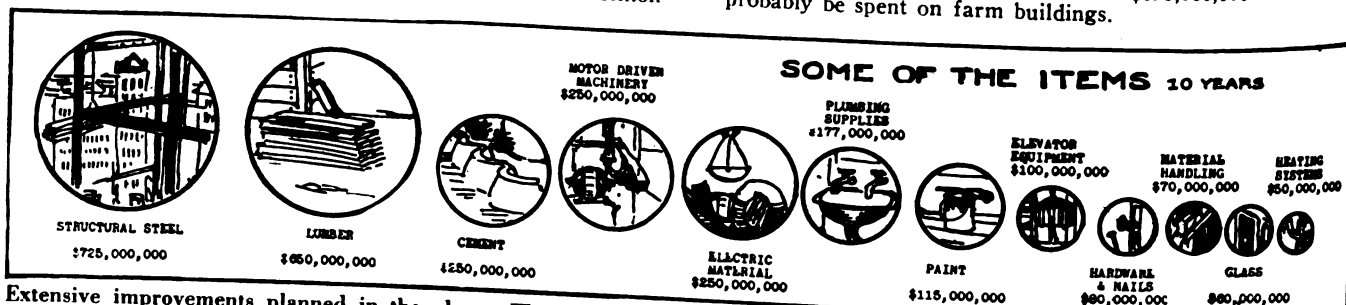 probably be spent on farm buildings.
SOME OF THE ITEMS 10 YEARS
STRUCTURAL STEEL
$725,000,000
LUMBER
$650,000,000
CEMENT
$250,000,000
MOTOR DRIVEN
MACHINERY
$250,000,000
ELECTRIC
MATERIAL
$250,000,000
PLUMBING
SUPPLIES
$177,000,000
PAINT
$115,000,000
ELEVATOR
EQUIPMENT
$100,000,000
HARDWARE
& NAILS
$80,000,000
MATERIAL
HANDLING
$70,000,000
GLASS
$60,000,000
HEATING
SYSTEMS
$50,000,000
Extensive improvements planned in the